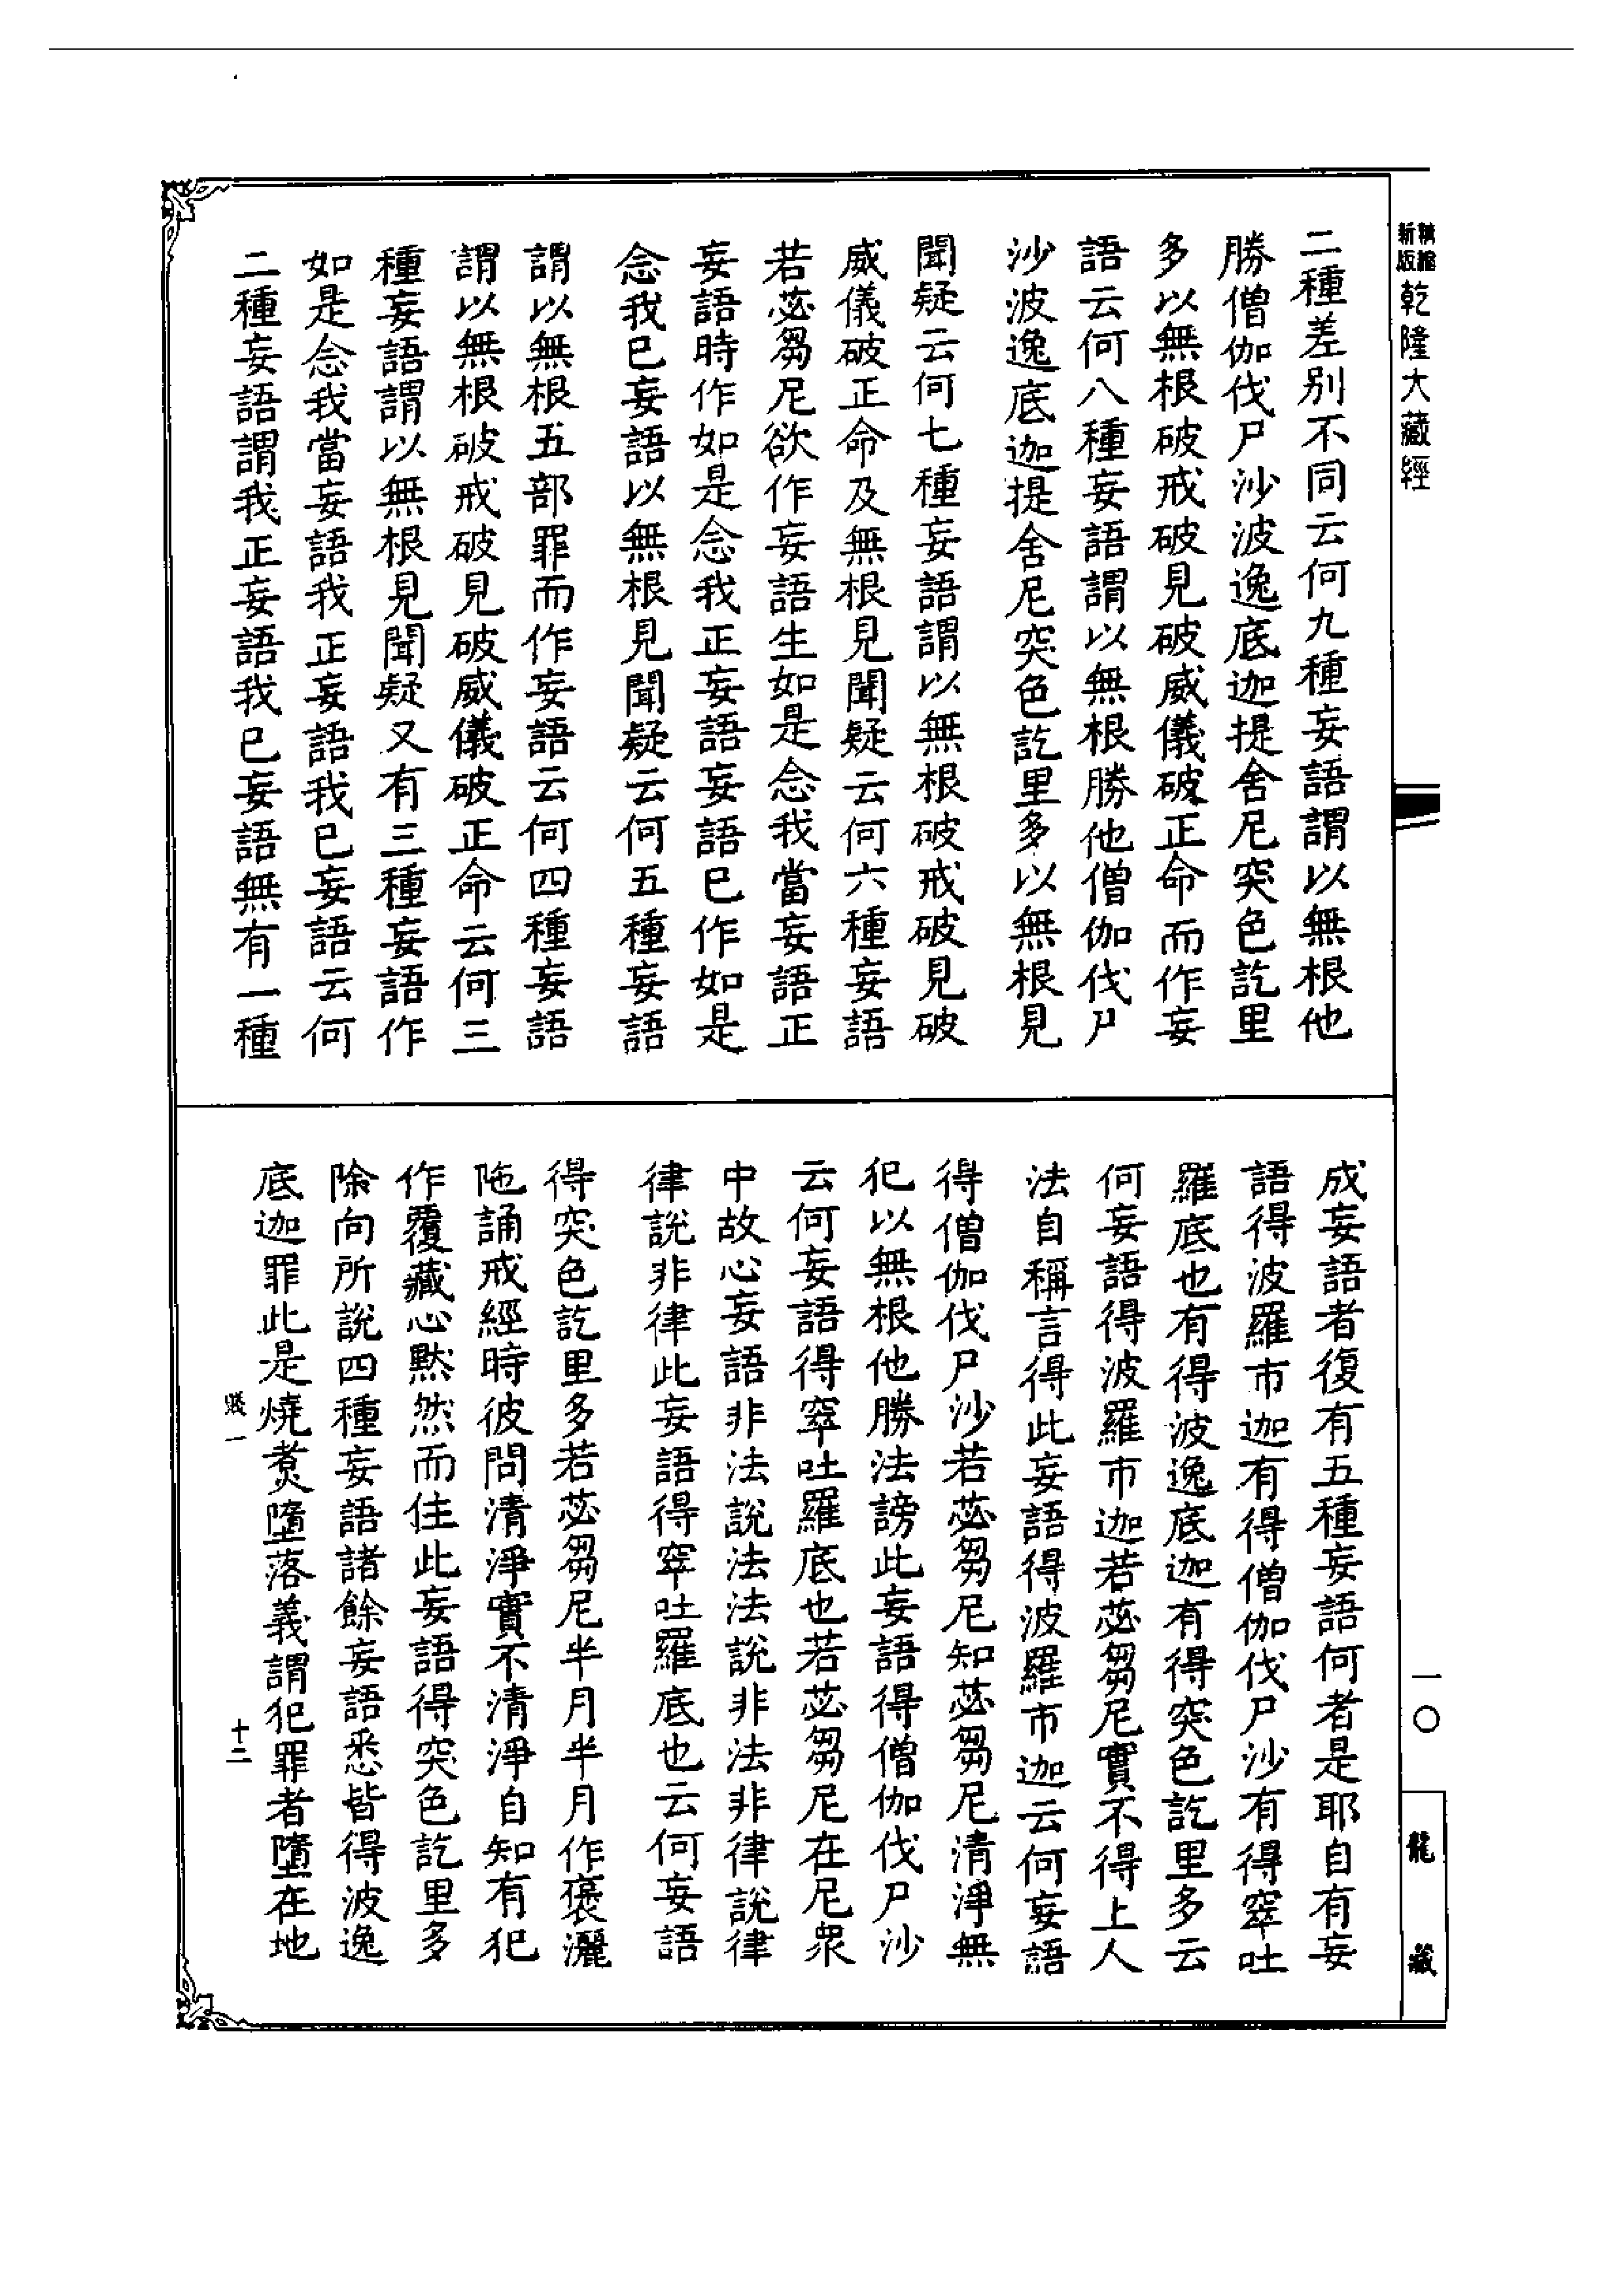 精縮新版乾隆大藏經
二種差别不同云何九種妄語謂以無根他
勝僧伽伐尸沙波逸底迦提舍尼突色訖里
多以無根破戒破見破威儀破正命而作妄
語云何八種妄語謂以無根勝他僧伽伐尸
沙波逸底迦提舍尼突色訖里多以無根見
聞疑云何七種妄語謂以無根破戒破見破
威儀破正命及無根見聞疑云何六種妄語
若苾芻尼欲作妄語生如是念我當妄語正
妄語時作如是念我正妄語妄語已作如是
念我已妄語以無根見聞疑云何五種妄語
謂以無根五部罪而作妄語云何四種妄語
謂以無根破戒破見破威儀破正命云何三
種妄語謂以無根見聞疑又有三種妄語作
如是念我當妄語我正妄語我已妄語云何
二種妄語謂我正妄語我已妄語無有一種
成妄語者復有五種妄語何者是耶自有妄
語得波羅市迦有得僧伽伐尸沙有得窣吐
羅底也有得波逸底迦有得突色訖里多云
何妄語得波羅市迦若苾芻尼實不得上人
法自稱言得此妄語得波羅市迦云何妄語
得僧伽伐尸沙若苾芻尼知苾芻尼清淨無
犯以無根他勝法謗此妄語得僧伽伐尸沙
云何妄語得窣吐羅底也若苾芻尼在尼眾
中故心妄語非法說法法說非法非律說律
律說非律此妄語得窣吐羅底也云何妄語
得突色訖里多若苾芻尼半月半月作褒灑
陁誦戒經時彼問清淨實不清淨自知有犯
作覆藏心默然而住此妄語得突色訖里多
除向所說四種妄語諸餘妄語悉皆得波逸
底迦罪此是燒煑墮落義謂犯罪者墮在地
十二
一〇
龍藏